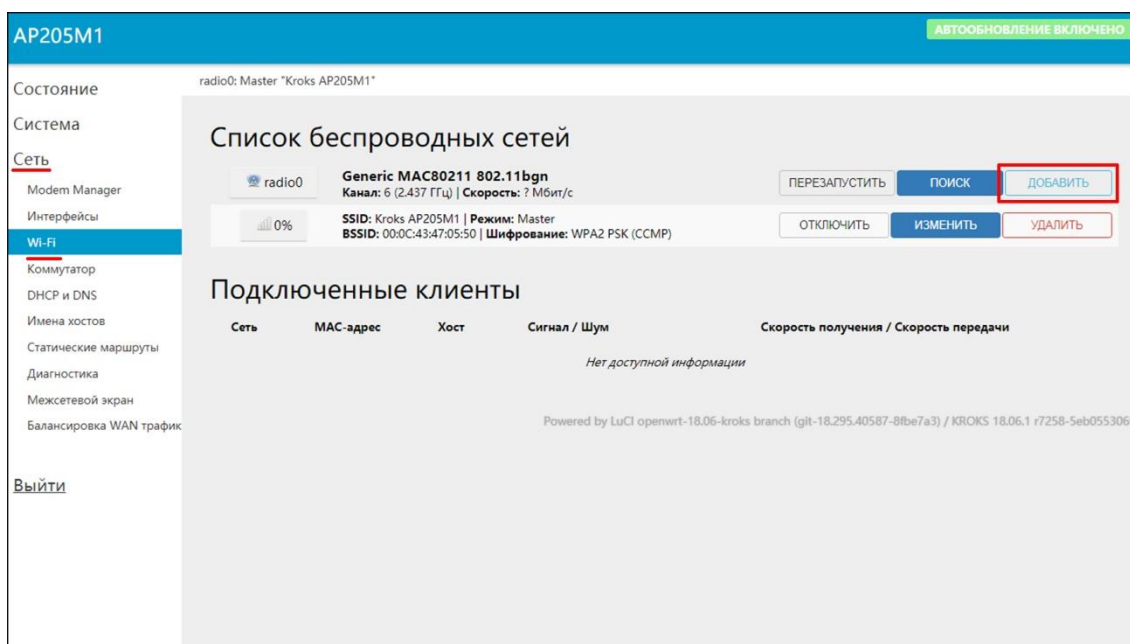 AP205M1
АВТООБНОВЛЕНИЕ ВКЛЮЧЕНО
Состояние
Система
Сеть
Modem Manager
Интерфейсы
Wi-Fi
Коммутатор
DHCP и DNS
Имена хостов
Статические маршруты
Диагностика
Межсетевой экран
Балансировка WAN трафик
Выйти
radio0: Master "Kroks AP205M1"
Список беспроводных сетей
radio0
Generic MAC80211 802.11bgn
Канал: 6 (2.437 ГГц) | Скорость: ? Мбит/с
ПЕРЕЗАПУСТИТЬ ПОИСК ДОБАВИТЬ
0%
SSID: Kroks AP205M1 | Режим: Master
BSSID: 00:0C:43:47:05:50 | Шифрование: WPA2 PSK (CCMP)
ОТКЛЮЧИТЬ ИЗМЕНИТЬ УДАЛИТЬ
Подключенные клиенты
Сеть MAC-адрес Хост Сигнал / Шум Скорость получения / Скорость передачи
Нет доступной информации
Powered by LuCI openwrt-18.06-kroks branch (git-18.295.40587-8fbe7a3) / KROKS 18.06.1 r7258-5eb055306